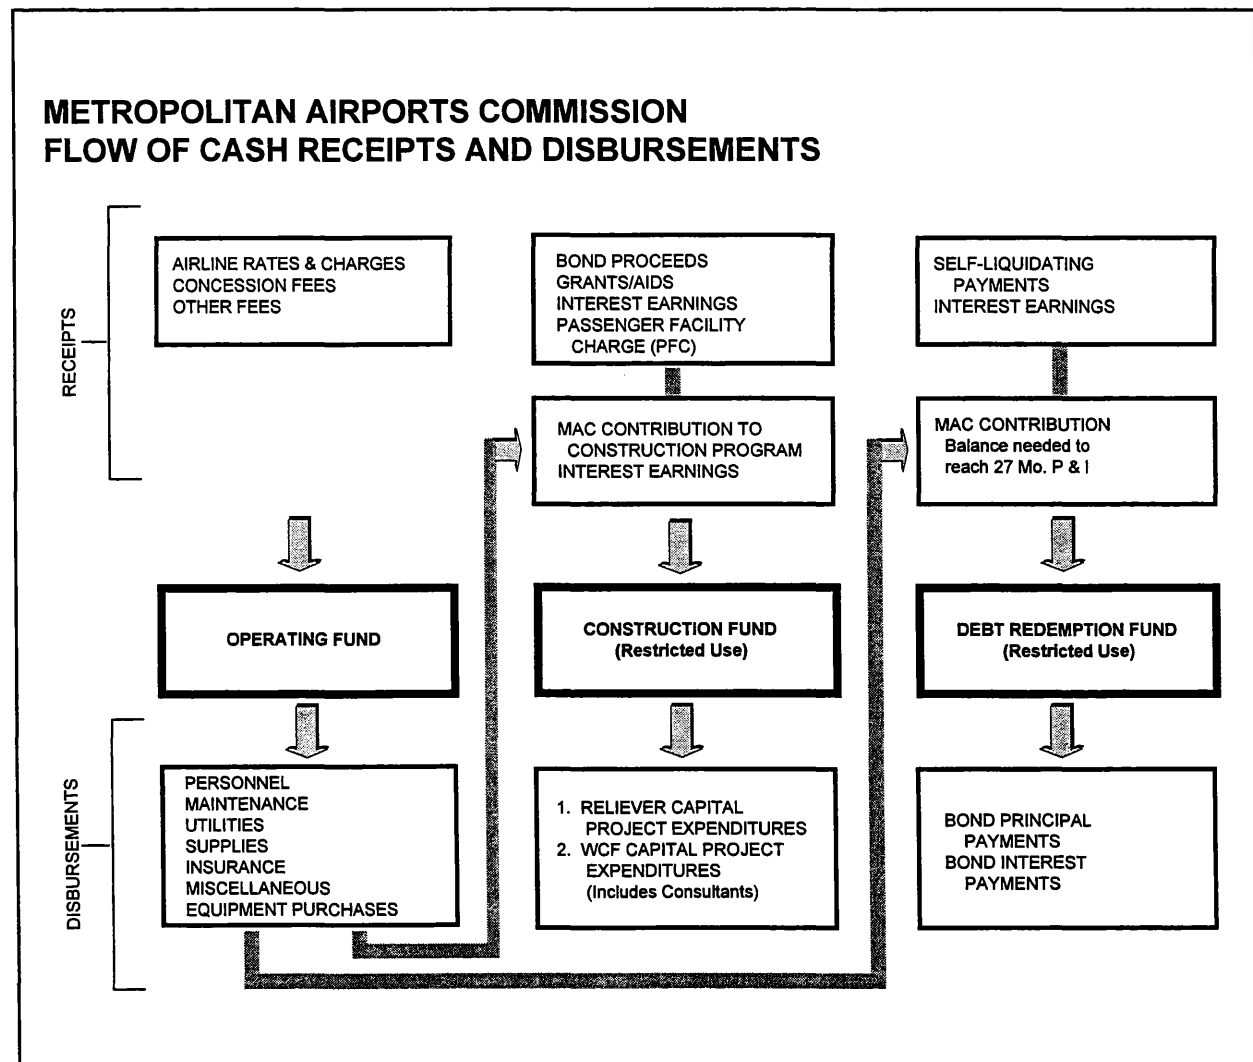 METROPOLITAN AIRPORTS COMMISSION
FLOW OF CASH RECEIPTS AND DISBURSEMENTS
RECEIPTS
AIRLINE RATES & CHARGES
CONCESSION FEES
OTHER FEES
BOND PROCEEDS
GRANTS/AIDS
INTEREST EARNINGS
PASSENGER FACILITY
CHARGE (PFC)
SELF-LIQUIDATING
PAYMENTS
INTEREST EARNINGS
MAC CONTRIBUTION TO
CONSTRUCTION PROGRAM
INTEREST EARNINGS
MAC CONTRIBUTION
Balance needed to
reach 27 Mo. P & I
OPERATING FUND
CONSTRUCTION FUND
(Restricted Use)
DEBT REDEMPTION FUND
(Restricted Use)
DISBURSEMENTS
PERSONNEL
MAINTENANCE
UTILITIES
SUPPLIES
INSURANCE
MISCELLANEOUS
EQUIPMENT PURCHASES
1. RELIEVER CAPITAL
PROJECT EXPENDITURES
2. WCF CAPITAL PROJECT
EXPENDITURES
(Includes Consultants)
BOND PRINCIPAL
PAYMENTS
BOND INTEREST
PAYMENTS